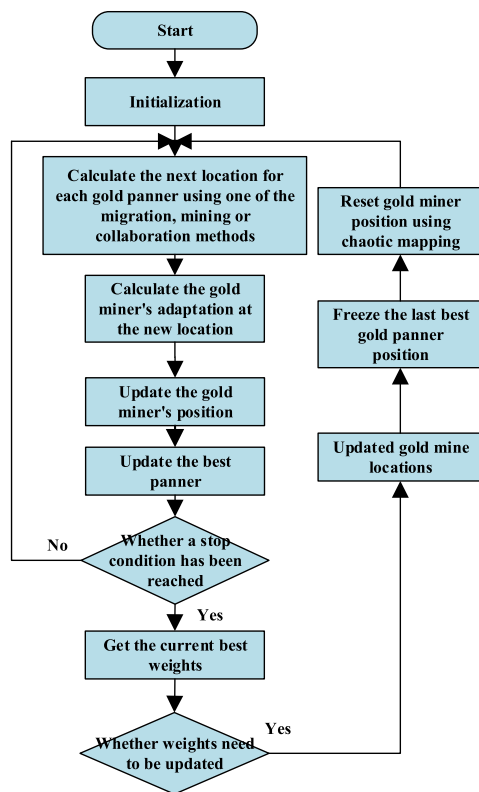 Start
Initialization
Calculate the next location for
each gold panner using one of the
migration, mining or
collaboration methods
Calculate the gold
miner's adaptation at
the new location
Update the gold
miner's position
Update the best
panner
Whether a stop
condition has been
reached
No
Yes
Get the current best
weights
Whether weights need
to be updated
Yes
Updated gold mine
locations
Freeze the last best
gold panner
position
Reset gold miner
position using
chaotic mapping